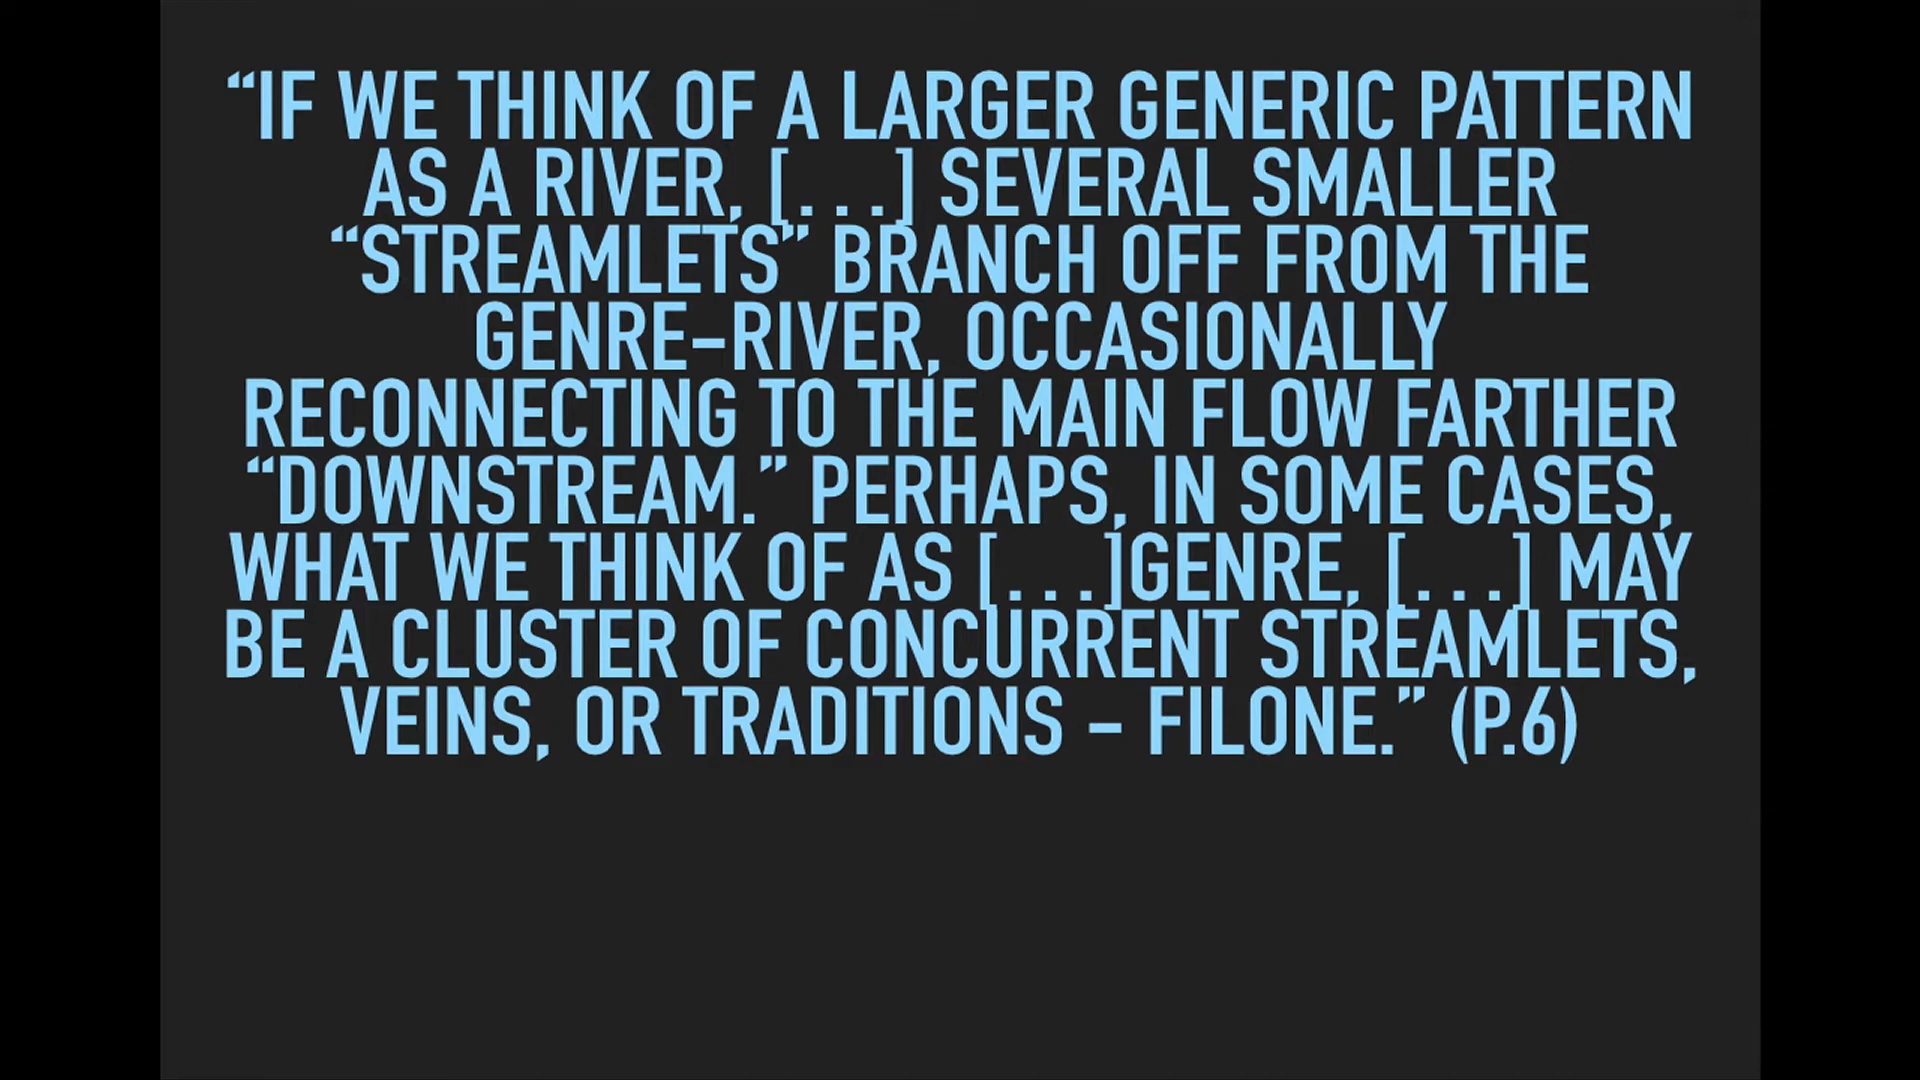 “IF WE THINK OF A LARGER GENERIC PATTERN
AS A RIVER, [. . .] SEVERAL SMALLER
“STREAMLETS” BRANCH OFF FROM THE
GENRE–RIVER, OCCASIONALLY
RECONNECTING TO THE MAIN FLOW FARTHER
“DOWNSTREAM.” PERHAPS, IN SOME CASES,
WHAT WE THINK OF AS [. . .]GENRE, [. . .] MAY
BE A CLUSTER OF CONCURRENT STREAMLETS,
VEINS, OR TRADITIONS – FILONE.” (P.6)